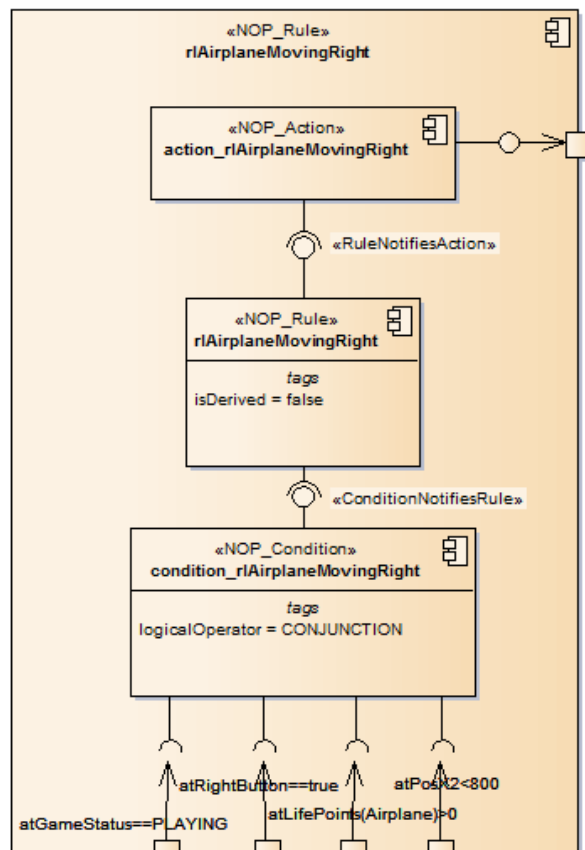 «NOP_Rule»
rlAirplaneMovingRight
«NOP_Action»
action_rlAirplaneMovingRight
«RuleNotifiesAction»
«NOP_Rule»
rlAirplaneMovingRight
tags
isDerived = false
«ConditionNotifiesRule»
«NOP_Condition»
condition_rlAirplaneMovingRight
tags
logicalOperator = CONJUNCTION
atRightButton==true
atPosX2<800
atLifePoints(Airplane)>0
atGameStatus==PLAYING